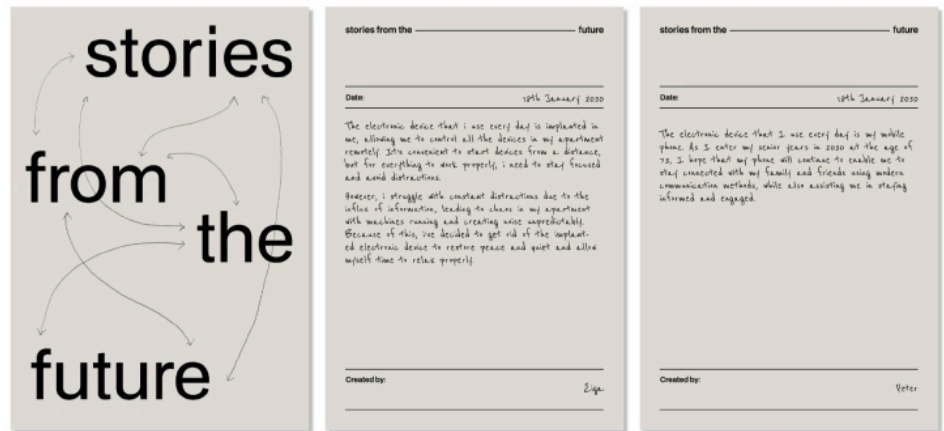 stories
from
the
future
stories from the future
Date: 18th January 2030
The electronic device that i use every day is implanted in
me, allowing me to control all the devices in my apartment
remotely. It's convenient to start devices from a distance,
but for everything to work properly, i need to stay focused
and avoid distractions.
However, i struggle with constant distractions due to the
influx of information, leading to chaos in my apartment
with machines running and creating noise unpredictably.
Because of this, i've decided to get rid of the implant-
ed electronic device to restore peace and quiet and allow
myself time to relax properly.
Created by:
Žiga
stories from the future
Date: 18th January 2030
The electronic device that I use every day is my mobile
phone. As I enter my senior years in 2030 at the age of
75, I hope that my phone will continue to enable me to
stay connected with my family and friends using modern
communication methods, while also assisting me in staying
informed and engaged.
Created by:
Peter